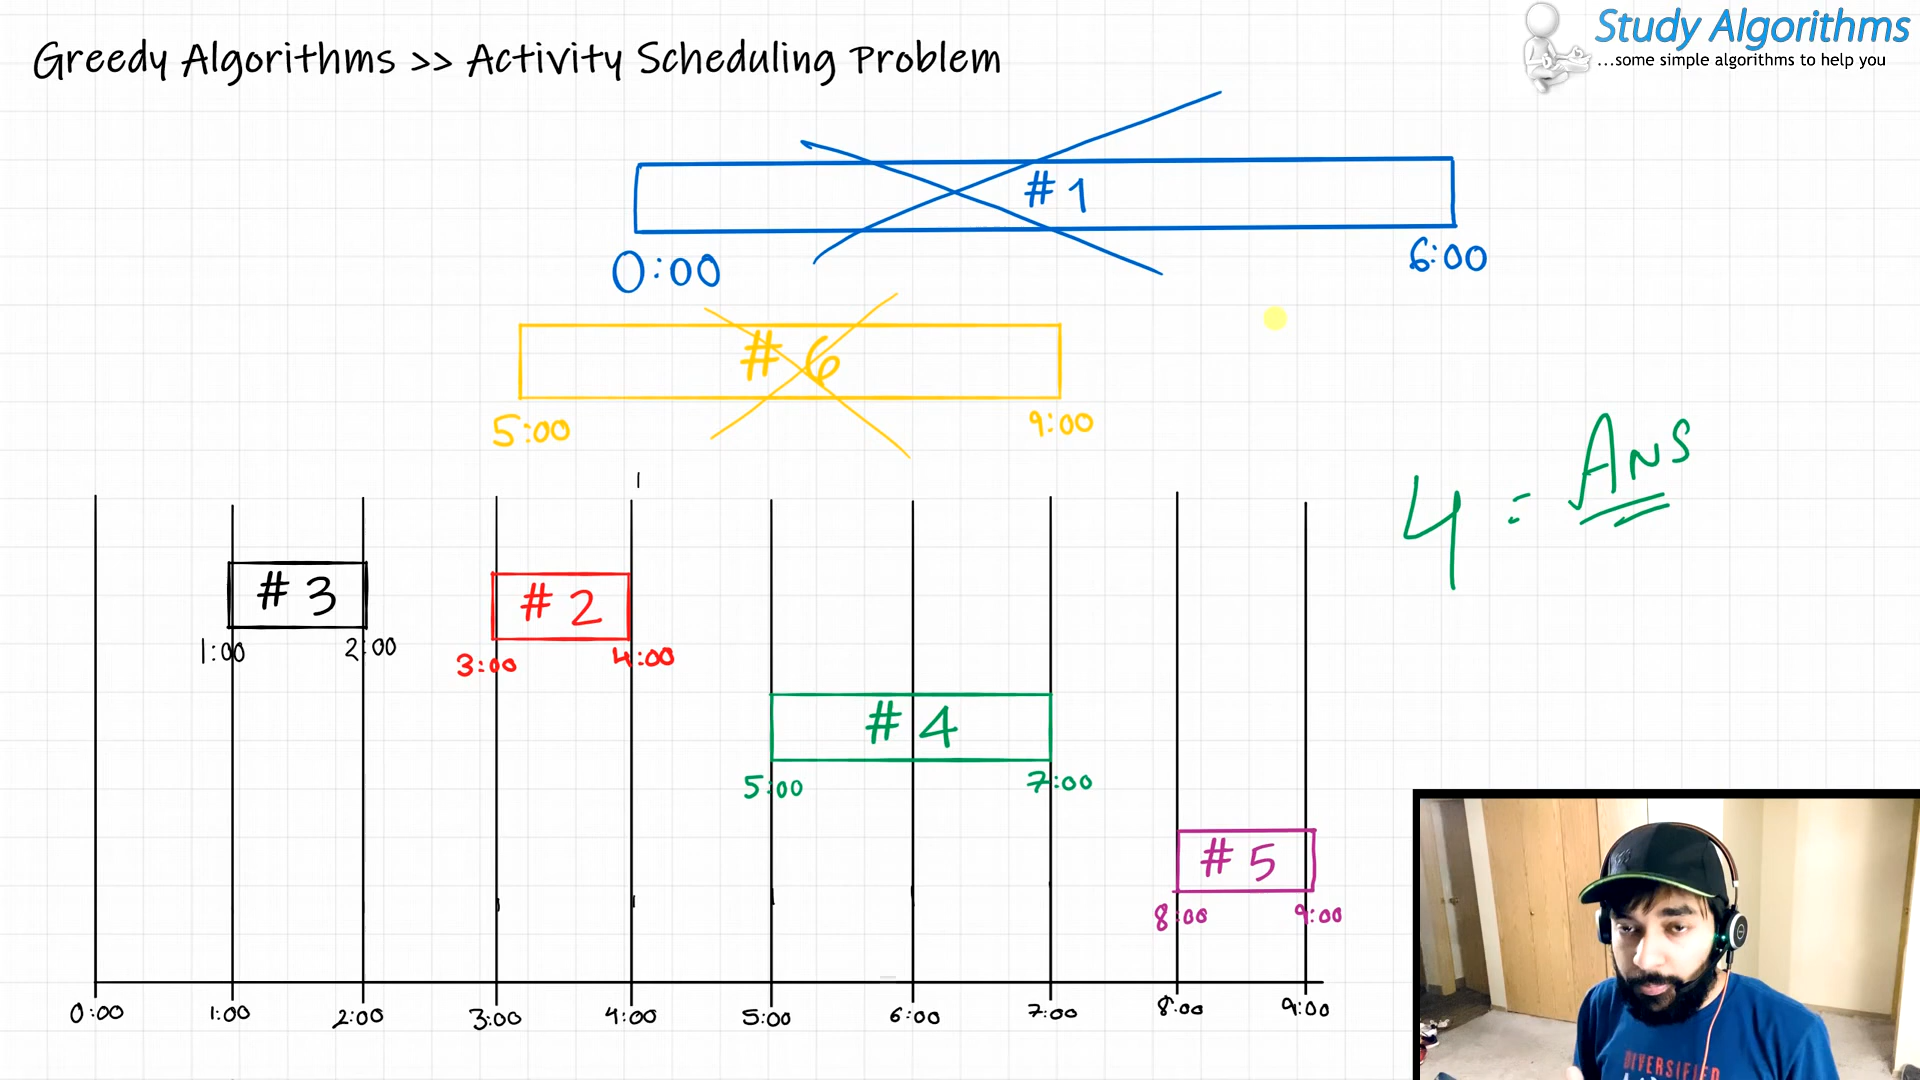 Greedy Algorithms >> Activity Scheduling Problem
Study Algorithms
...some simple algorithms to help you
# 1
0:00 6:00
# 6
5:00 9:00
4 = Ans
# 3
1:00 2:00
# 2
3:00 4:00
# 4
5:00 7:00
# 5
8:00 9:00
0:00 1:00 2:00 3:00 4:00 5:00 6:00 7:00 8:00 9:00
DIVERSIFIED